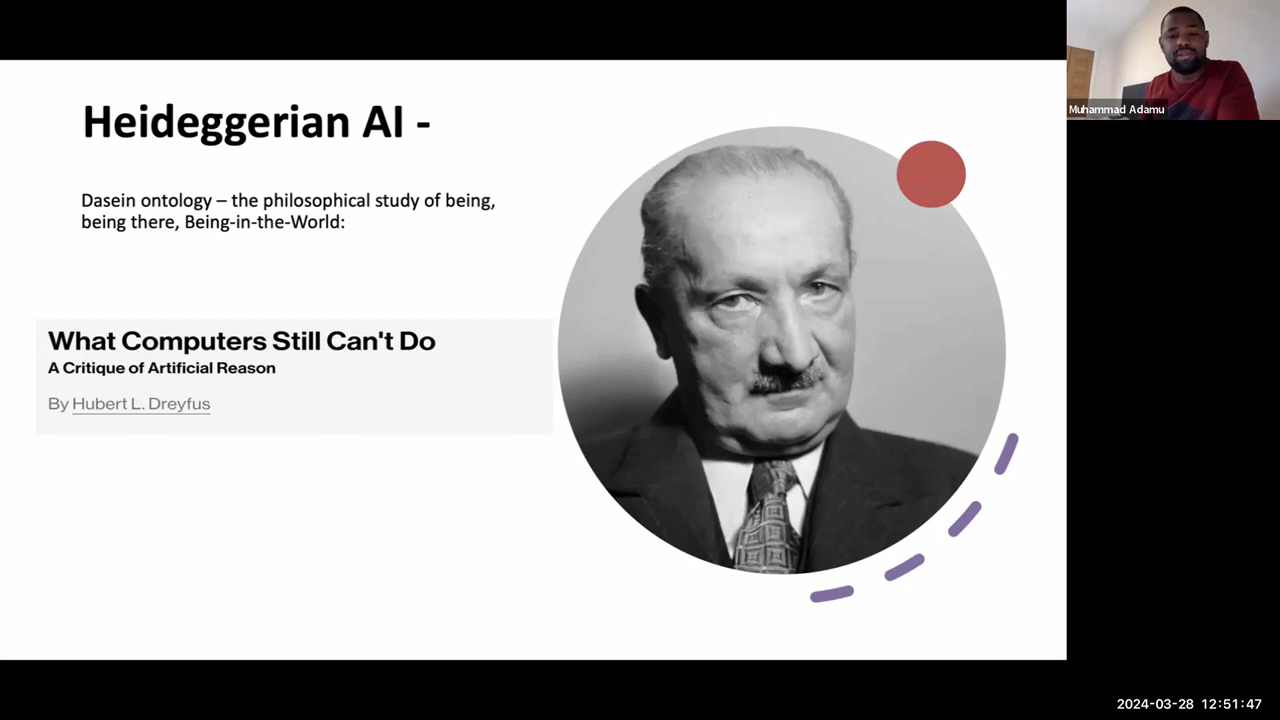 Heideggerian AI -
Dasein ontology – the philosophical study of being,
being there, Being-in-the-World:
What Computers Still Can't Do
A Critique of Artificial Reason
By Hubert L. Dreyfus
Muhammad Adamu
2024-03-28 12:51:47